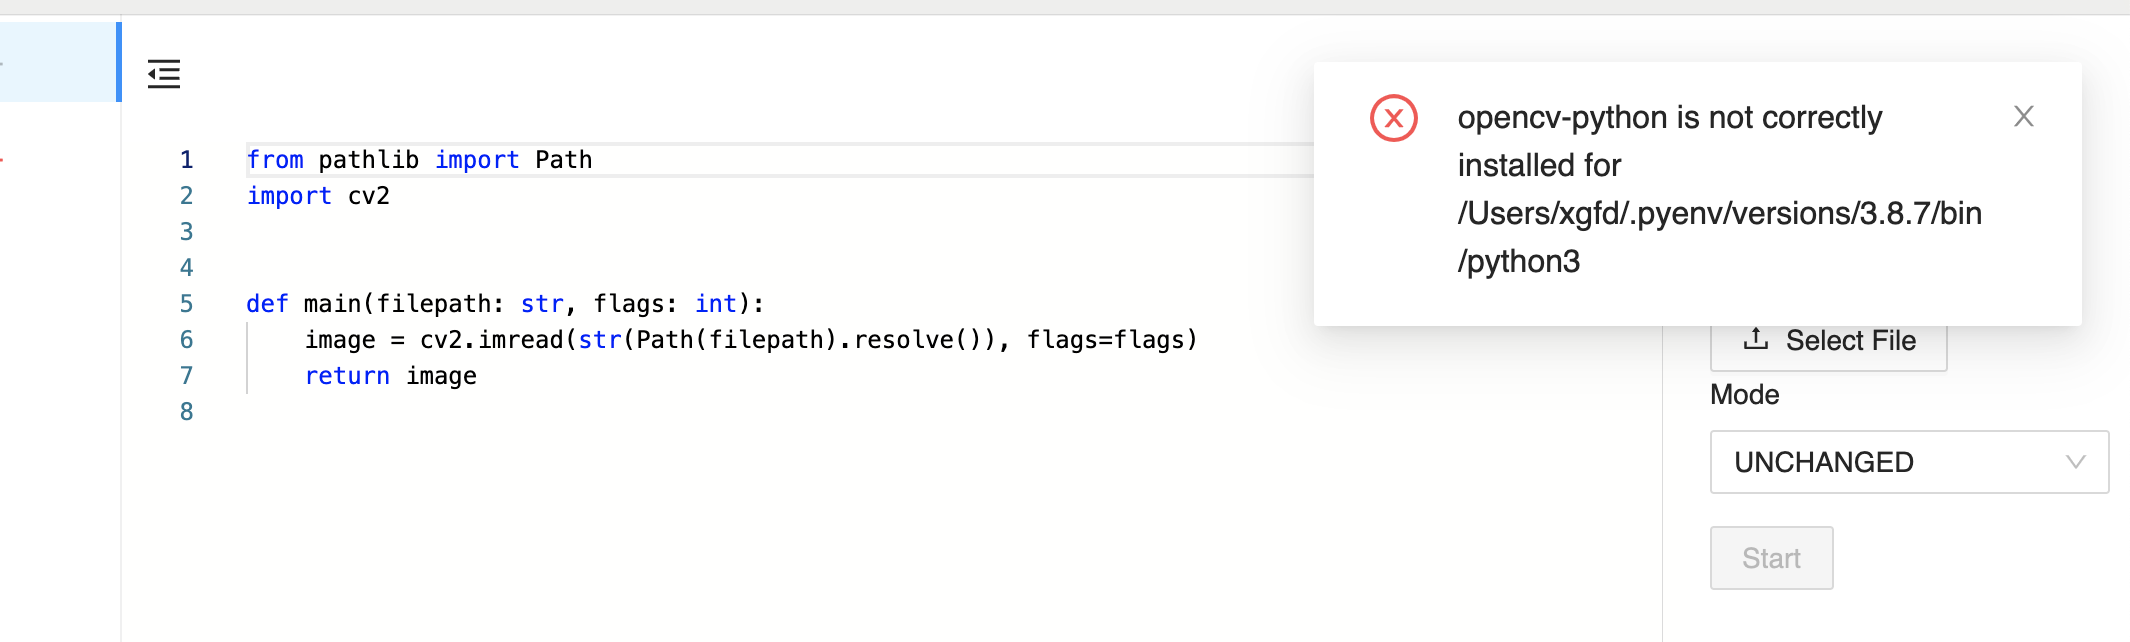 opencv-python is not correctly
installed for
/Users/xgfd/.pyenv/versions/3.8.7/bin
/python3
1 from pathlib import Path
2 import cv2
3
4
5 def main(filepath: str, flags: int):
6     image = cv2.imread(str(Path(filepath).resolve()), flags=flags)
7     return image
8
Select File
Mode
UNCHANGED
Start